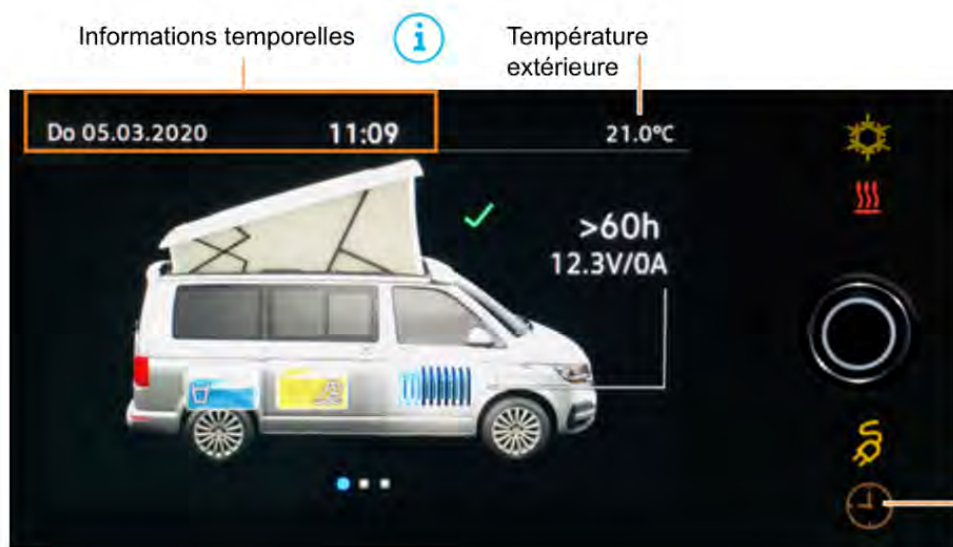 Informations temporelles
i
Température
extérieure
Do 05.03.2020
11:09
21.0°C
>60h
12.3V/0A